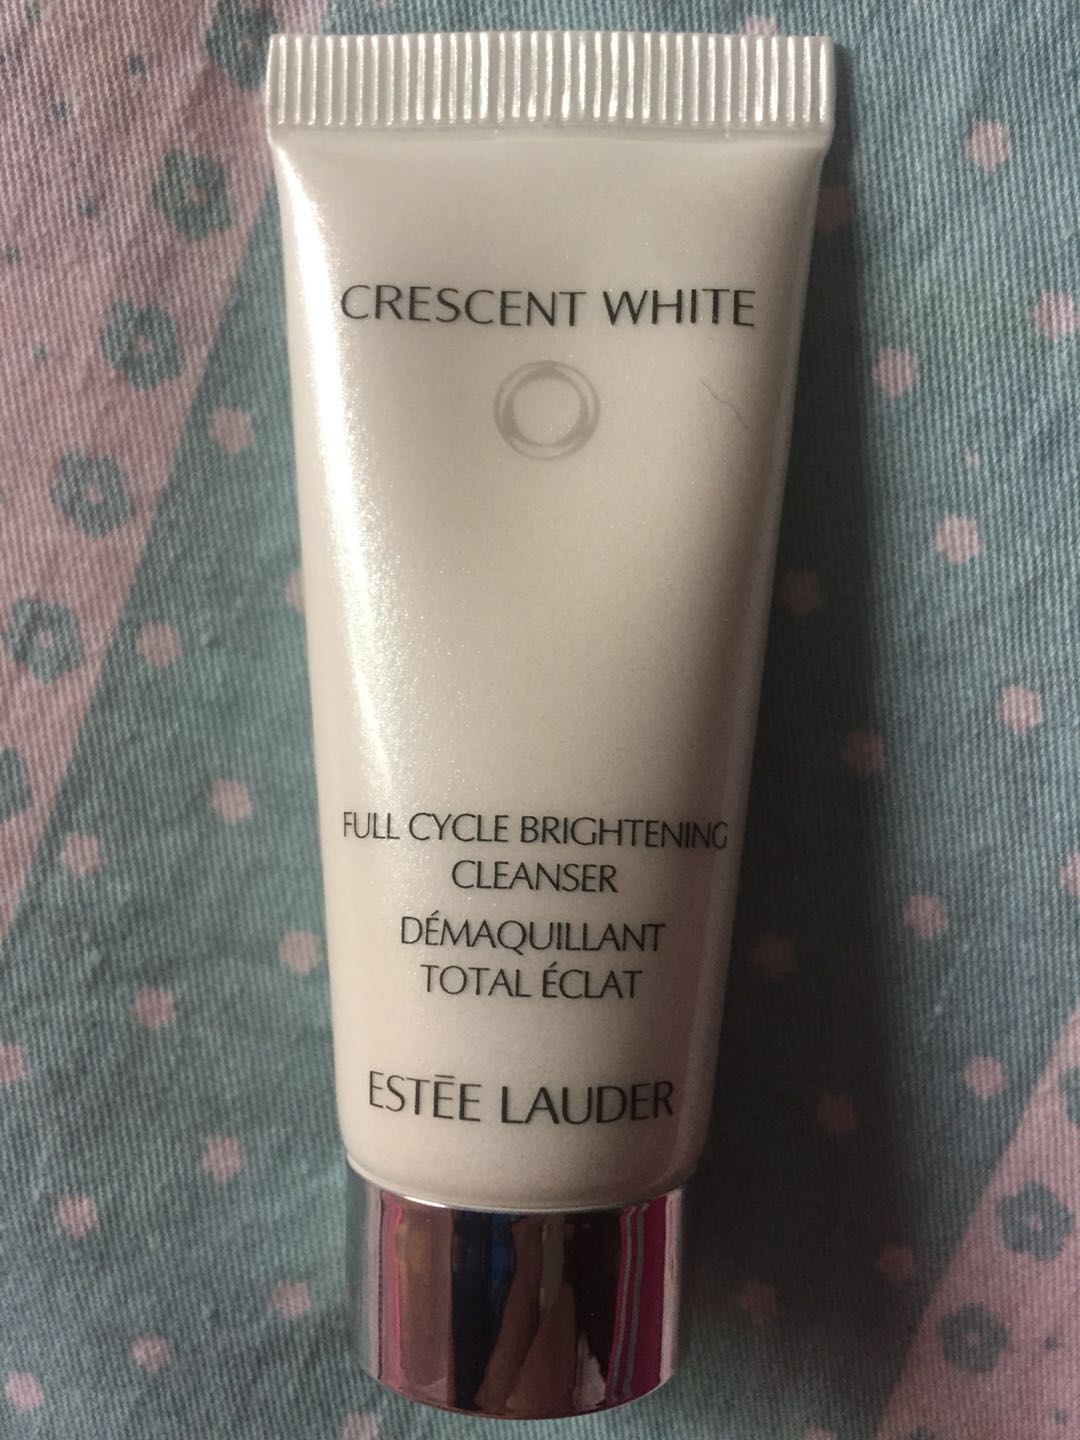 CRESCENT WHITE
FULL CYCLE BRIGHTENING
CLEANSER
DÉMAQUILLANT
TOTAL ÉCLAT
ESTĒE LAUDER